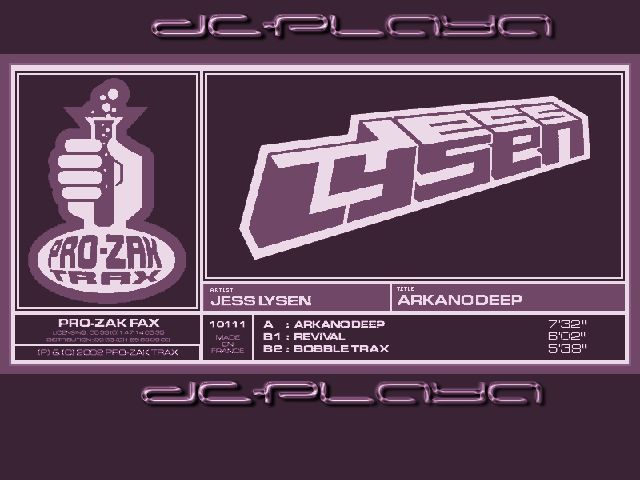 DC-PLAYA
JESS
LYSEN
PRO-ZAK
TRAX
ARTIST
JESS LYSEN
TITLE
ARKANODEEP
PRO-ZAK FAX
(P) & (C) 2002 PRO-ZAK TRAX
10111
MADE
EN
FRANCE
A : ARKANODEEP 7'32"
B1 : REVIVAL 6'02"
B2 : BOBBLE TRAX 5'38"
DC-PLAYA